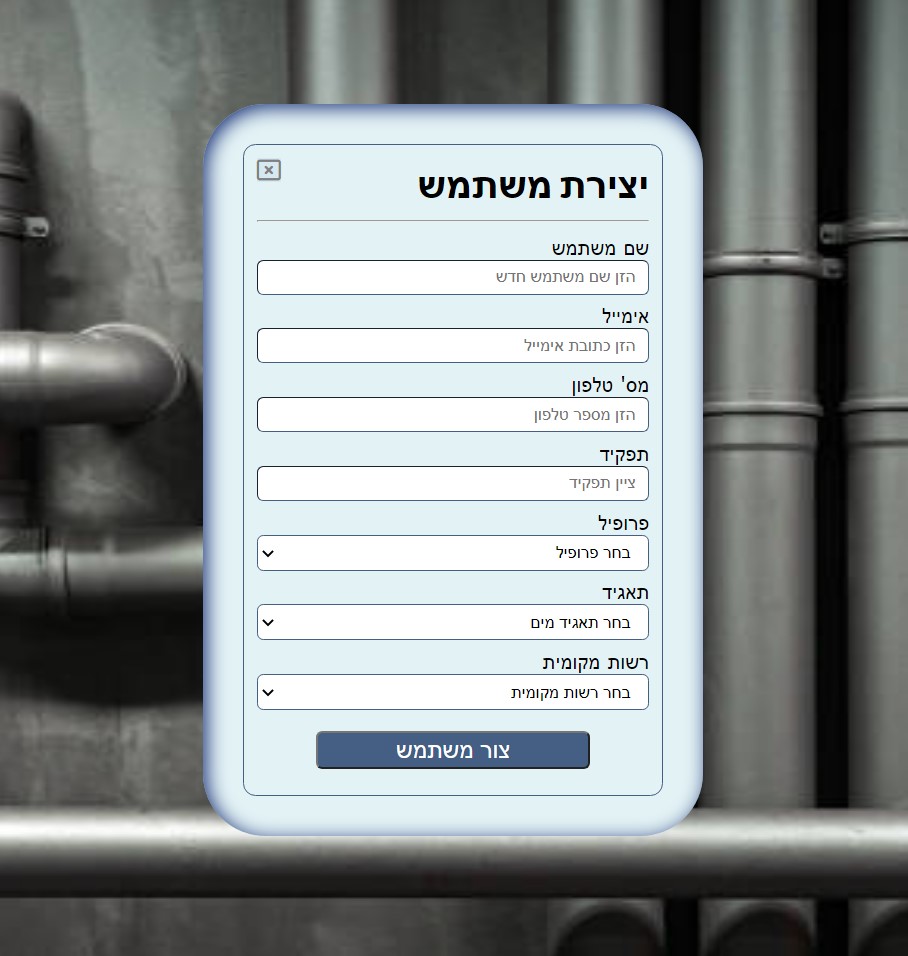 יצירת משתמש
שם משתמש
הזן שם משתמש חדש
אימייל
הזן כתובת אימייל
מס' טלפון
הזן מספר טלפון
תפקיד
ציין תפקיד
פרופיל
בחר פרופיל
תאגיד
בחר תאגיד מים
רשות מקומית
בחר רשות מקומית
צור משתמש